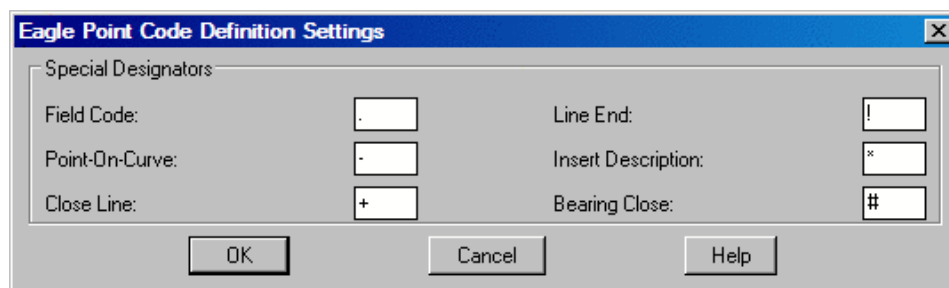 Eagle Point Code Definition Settings
Special Designators
Field Code: .
Line End: !
Point-On-Curve: -
Insert Description: *
Close Line: +
Bearing Close: #
OK Cancel Help